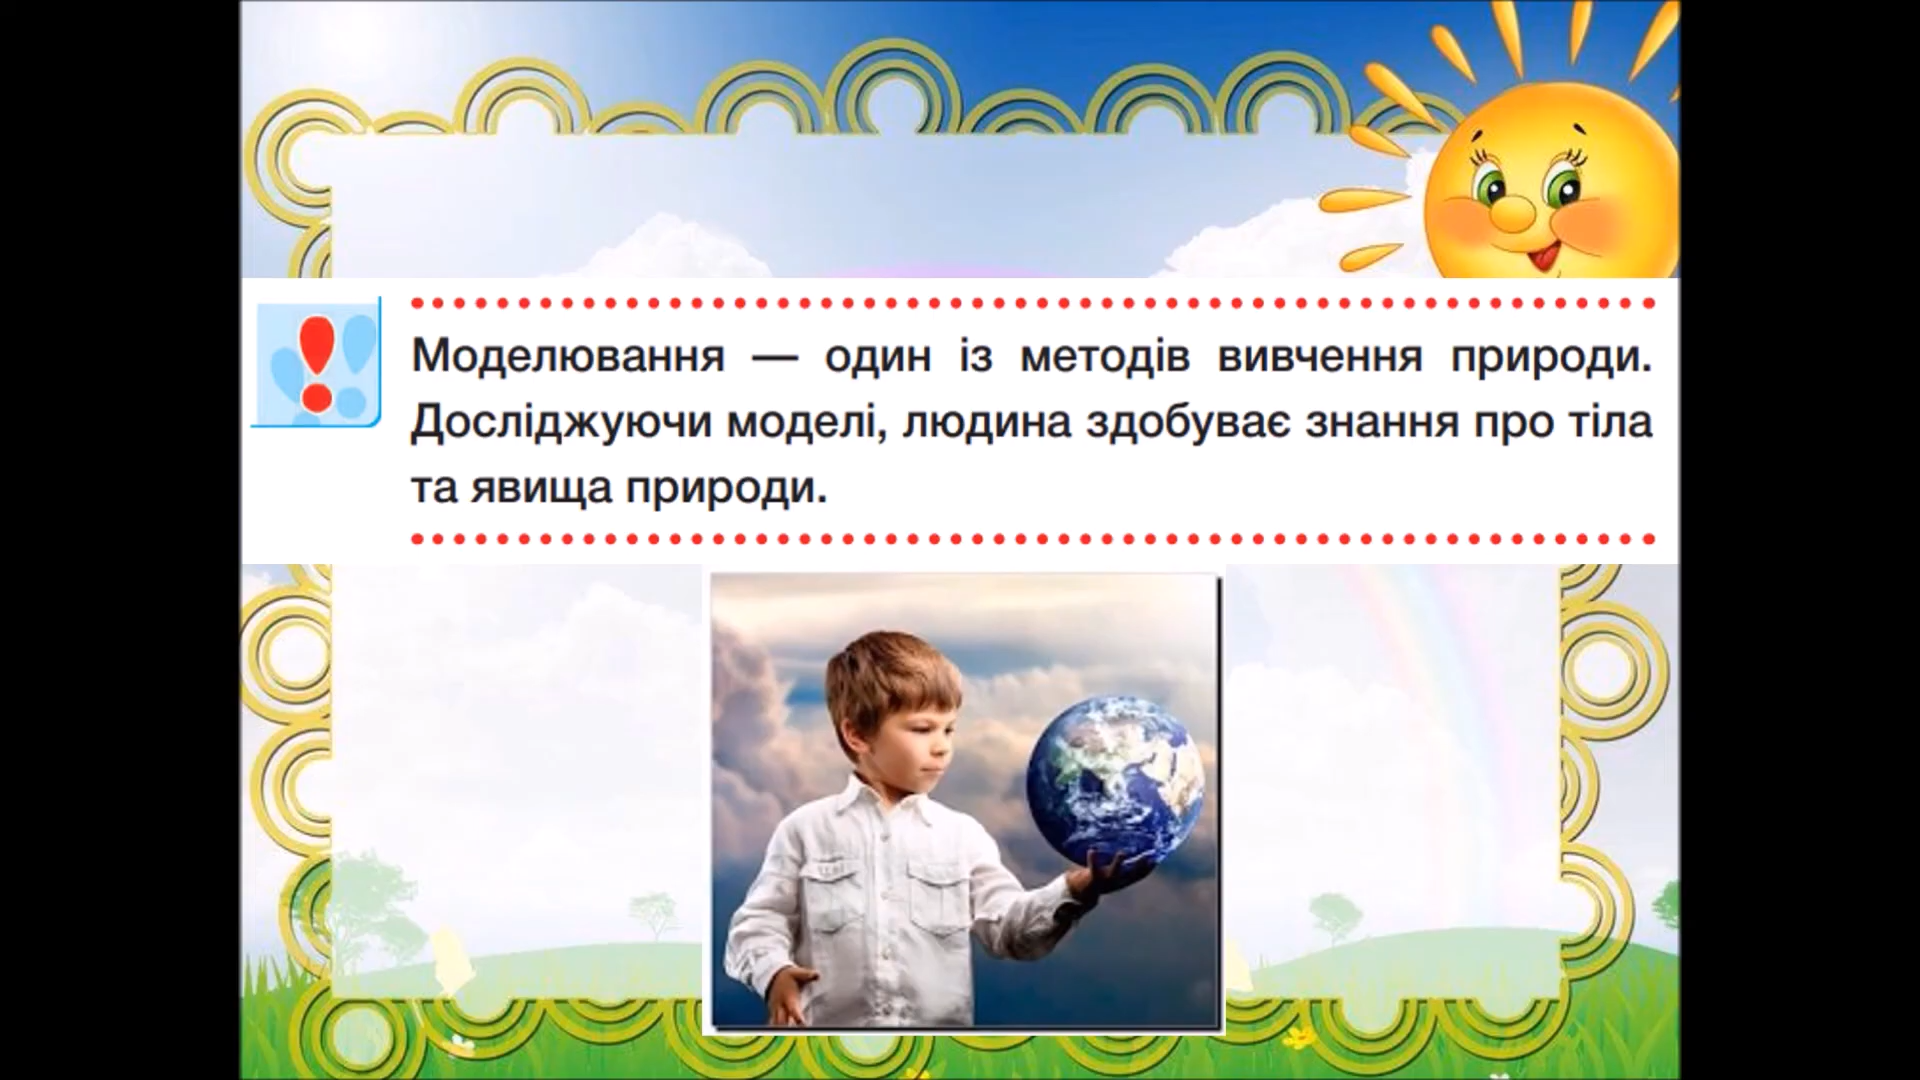 Моделювання — один із методів вивчення природи.
Досліджуючи моделі, людина здобуває знання про тіла
та явища природи.